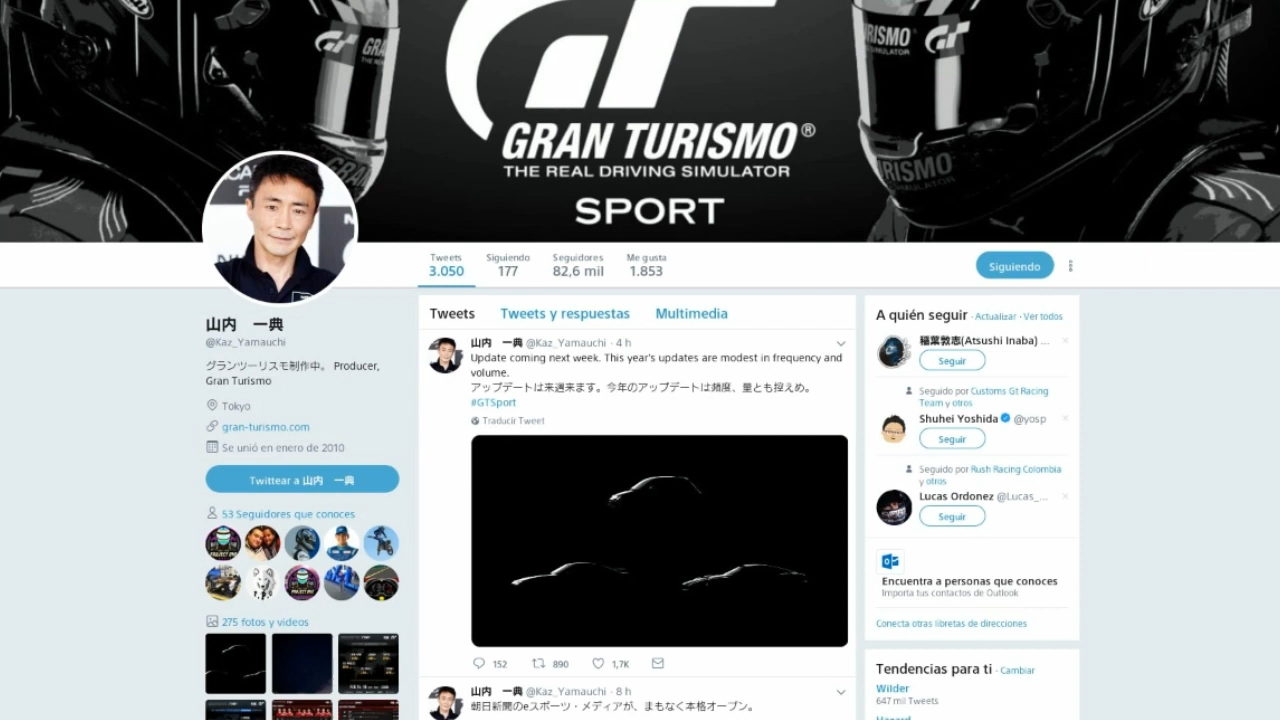 GRAN TURISMO®
THE REAL DRIVING SIMULATOR
SPORT
Tweets
3.050
Siguiendo
177
Seguidores
82,6 mil
Me gusta
1.853
Siguiendo
山内 一典
@Kaz_Yamauchi
グランツーリスモ制作中。 Producer,
Gran Turismo
Tokyo
gran-turismo.com
Se unió en enero de 2010
Twittear a 山内 一典
53 Seguidores que conoces
275 fotos y videos
Tweets
Tweets y respuestas
Multimedia
山内 一典 @Kaz_Yamauchi · 4 h
Update coming next week. This year's updates are modest in frequency and
volume.
アップデートは来週来ます。今年のアップデートは頻度、量とも控えめ。
#GTSport
Traducir Tweet
152
890
1,7K
山内 一典 @Kaz_Yamauchi · 8 h
朝日新聞のeスポーツ・メディアが、まもなく本格オープン。
A quién seguir · Actualizar · Ver todos
稲葉敦志(Atsushi Inaba) ...
Seguir
Seguido por Customs Gt Racing
Team y otros
Shuhei Yoshida @yosp
Seguir
Seguido por Rush Racing Colombia
y otros
Lucas Ordonez @Lucas_...
Seguir
Encuentra a personas que conoces
Importa tus contactos de Outlook
Conecta otras libretas de direcciones
Tendencias para ti · Cambiar
Wilder
647 mil Tweets